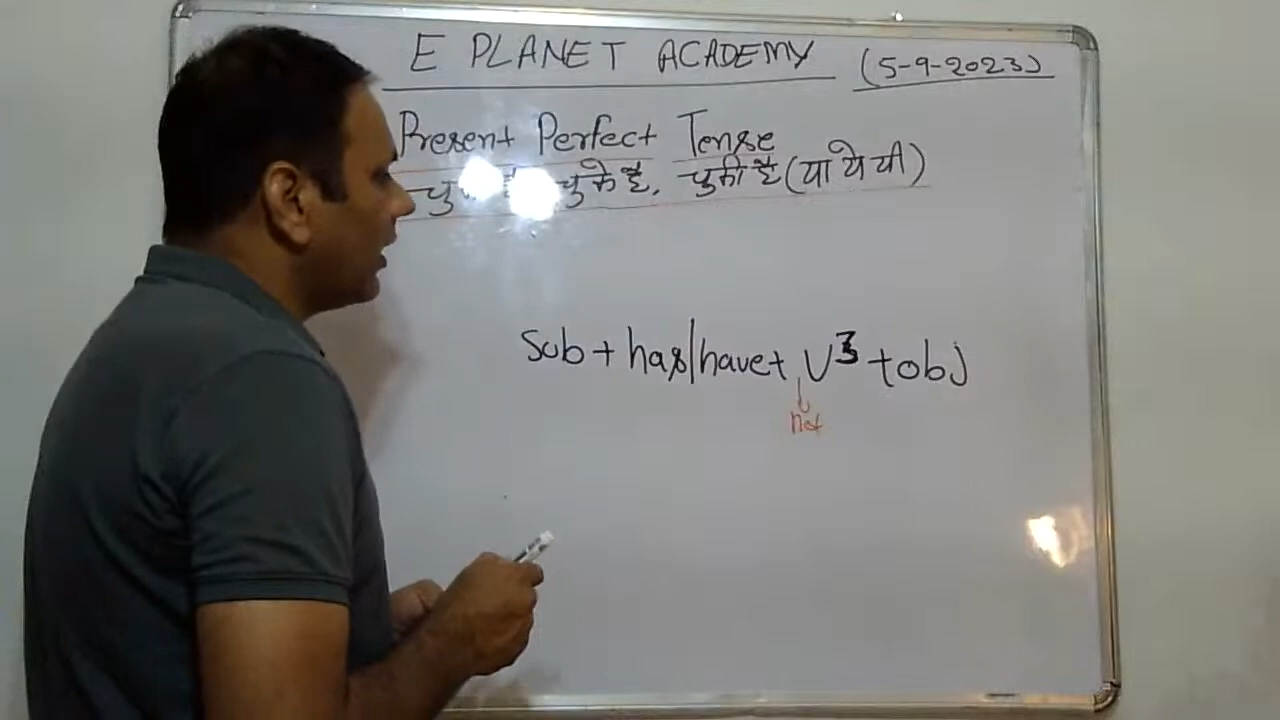 E PLANET ACADEMY (5-9-2023)
Present Perfect Tense
चुके है, चुकी है (या ये यी)
Sub + has/have + V3 + obj
not